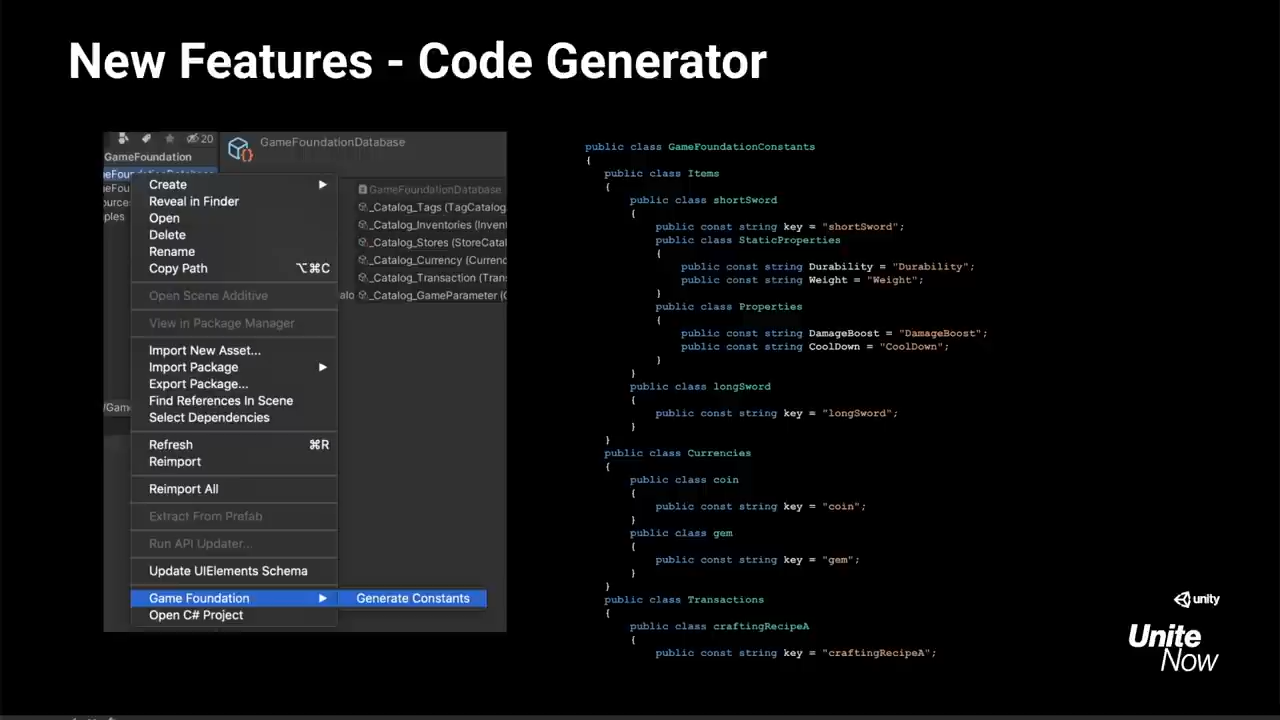 New Features - Code Generator
20
GameFoundation
GameFoundationDatabase
Create
Reveal in Finder
Open
Delete
Rename
Copy Path ⌥⌘C
Open Scene Additive
View in Package Manager
Import New Asset...
Import Package
Export Package...
Find References In Scene
Select Dependencies
Refresh ⌘R
Reimport
Reimport All
Extract From Prefab
Run API Updater...
Update UIElements Schema
Game Foundation
Open C# Project
Generate Constants
GameFoundationDatabase
_Catalog_Tags (TagCatalog
_Catalog_Inventories (Inven
_Catalog_Stores (StoreCatal
_Catalog_Currency (Currenc
_Catalog_Transaction (Trans
_Catalog_GameParameter (
public class GameFoundationConstants
{
public class Items
{
public class shortSword
{
public const string key = "shortSword";
public class StaticProperties
{
public const string Durability = "Durability";
public const string Weight = "Weight";
}
public class Properties
{
public const string DamageBoost = "DamageBoost";
public const string CoolDown = "CoolDown";
}
}
public class longSword
{
public const string key = "longSword";
}
}
public class Currencies
{
public class coin
{
public const string key = "coin";
}
public class gem
{
public const string key = "gem";
}
}
public class Transactions
{
public class craftingRecipeA
{
public const string key = "craftingRecipeA";
unity
Unite
Now